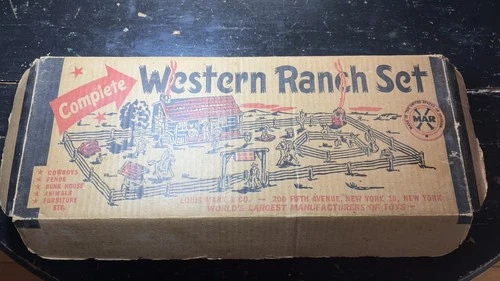 Complete
Western Ranch Set
MAR
★ COWBOYS
★ FENCE
★ BUNK HOUSE
★ ANIMALS
★ FURNITURE
ETC.
LOUIS MARX & CO. — 200 FIFTH AVENUE, NEW YORK, 10, NEW YORK
WORLD'S LARGEST MANUFACTURERS OF TOYS